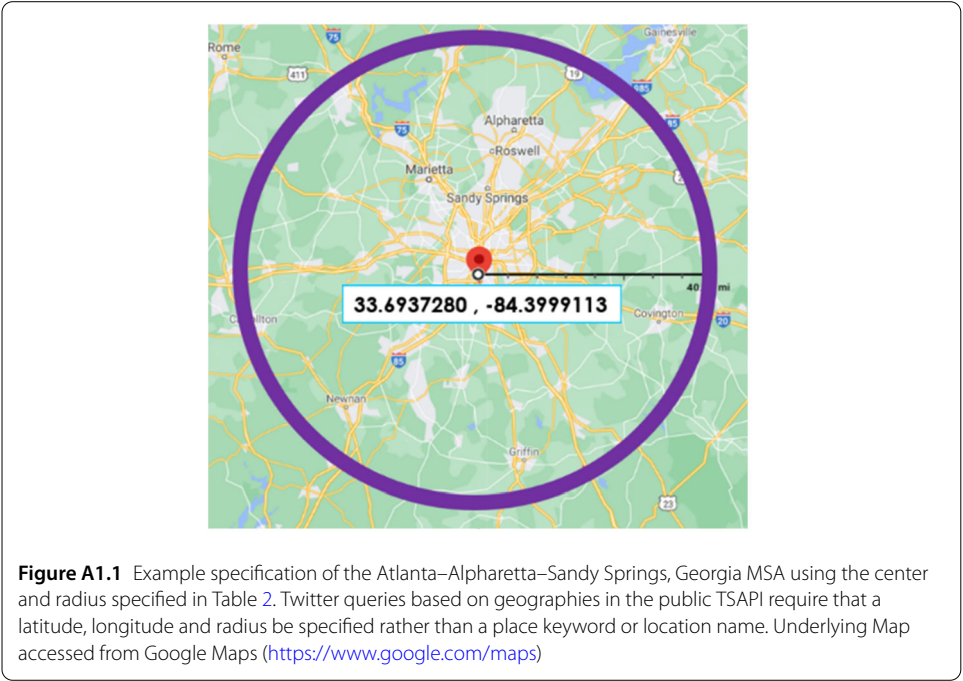 75
Gainesville
Rome
411
19
985
Alpharetta
75
85
Roswell
Marietta
Sandy Springs
40. mi
33.6937280 , -84.3999113
Covington
20
85
Newnan
Griffin
23
Figure A1.1 Example specification of the Atlanta–Alpharetta–Sandy Springs, Georgia MSA using the center
and radius specified in Table 2. Twitter queries based on geographies in the public TSAPI require that a
latitude, longitude and radius be specified rather than a place keyword or location name. Underlying Map
accessed from Google Maps (https://www.google.com/maps)